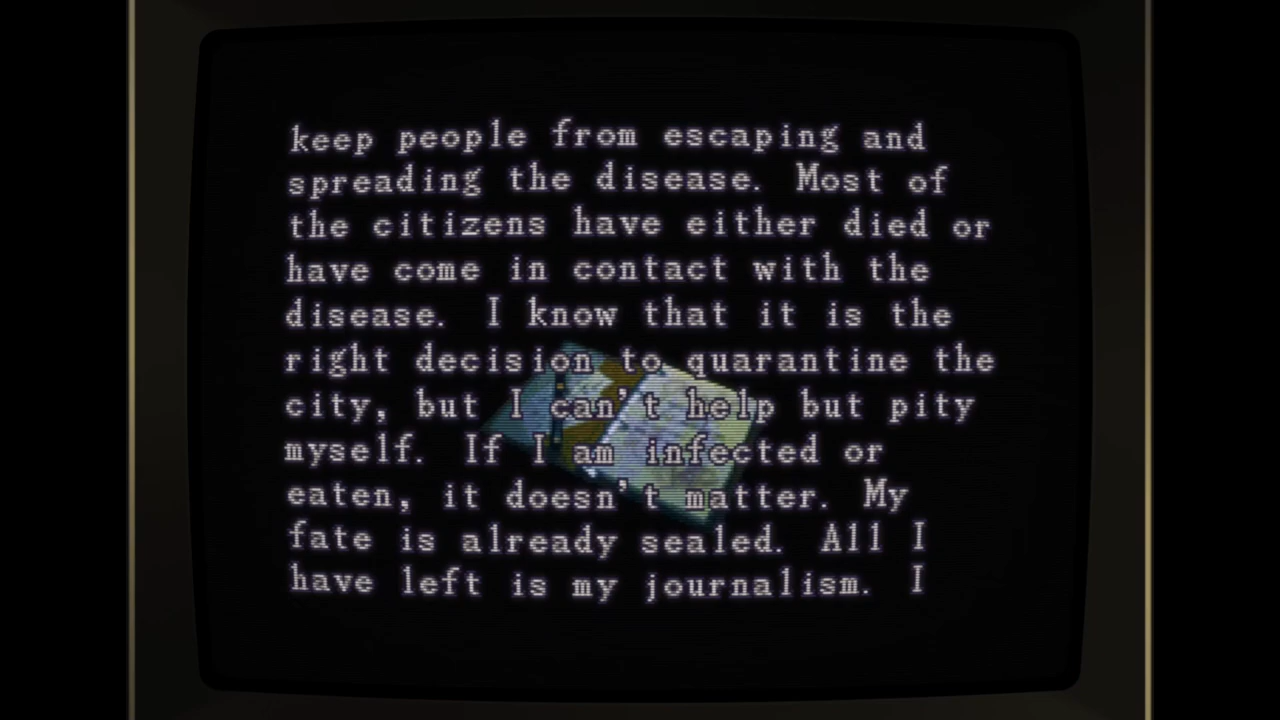 keep people from escaping and
spreading the disease. Most of
the citizens have either died or
have come in contact with the
disease. I know that it is the
right decision to quarantine the
city, but I can't help but pity
myself. If I am infected or
eaten, it doesn't matter. My
fate is already sealed. All I
have left is my journalism. I